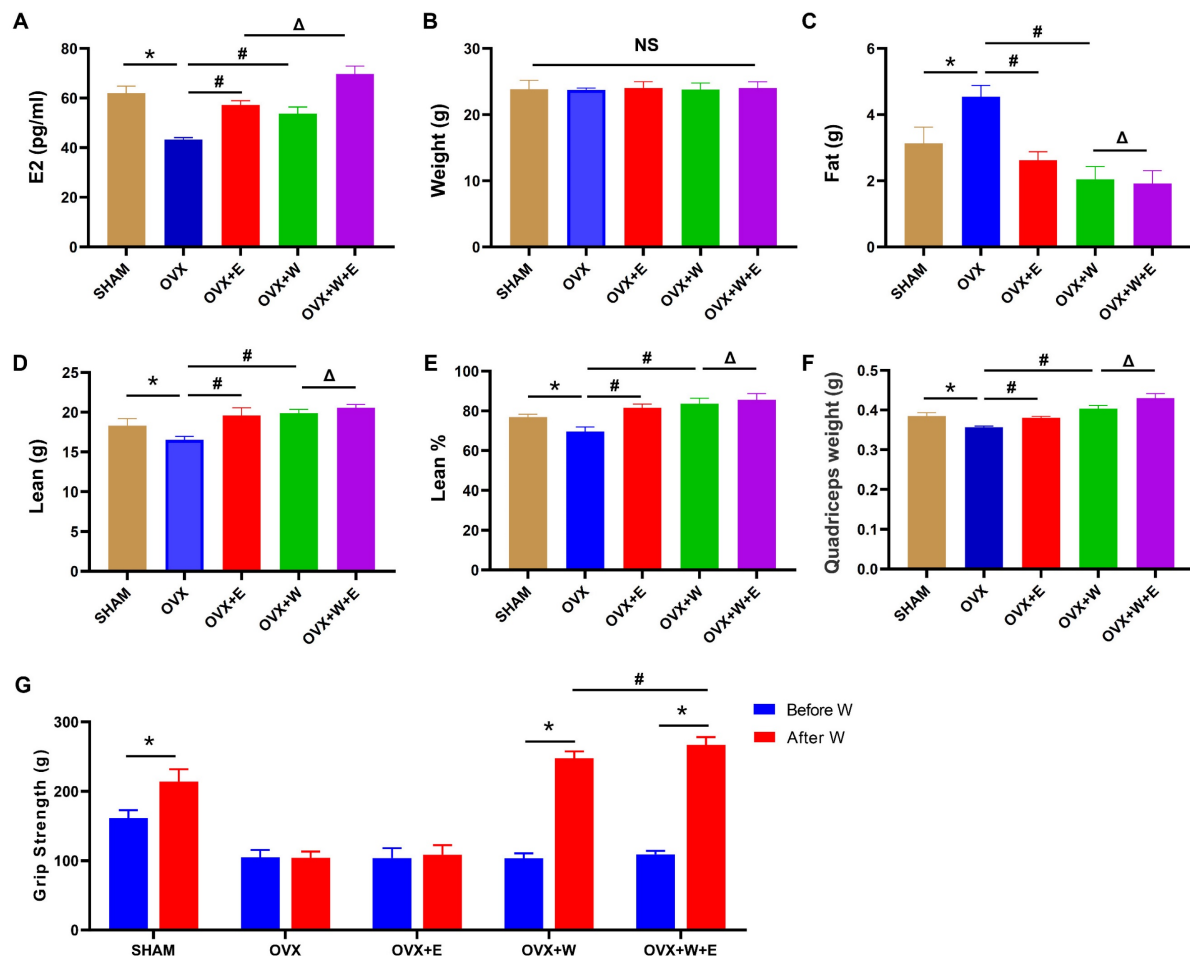 A
E2 (pg/ml)
80
60
40
20
0
*
#
#
Δ
SHAM
OVX
OVX+E
OVX+W
OVX+W+E
B
Weight (g)
30
20
10
0
NS
SHAM
OVX
OVX+E
OVX+W
OVX+W+E
C
Fat (g)
6
4
2
0
*
#
#
Δ
SHAM
OVX
OVX+E
OVX+W
OVX+W+E
D
Lean (g)
25
20
15
10
5
0
*
#
#
Δ
SHAM
OVX
OVX+E
OVX+W
OVX+W+E
E
Lean %
100
80
60
40
20
0
*
#
#
Δ
SHAM
OVX
OVX+E
OVX+W
OVX+W+E
F
Quadriceps weight (g)
0.5
0.4
0.3
0.2
0.1
0.0
*
#
#
Δ
SHAM
OVX
OVX+E
OVX+W
OVX+W+E
G
Grip Strength (g)
300
200
100
0
*
*
*
#
Before W
After W
SHAM
OVX
OVX+E
OVX+W
OVX+W+E